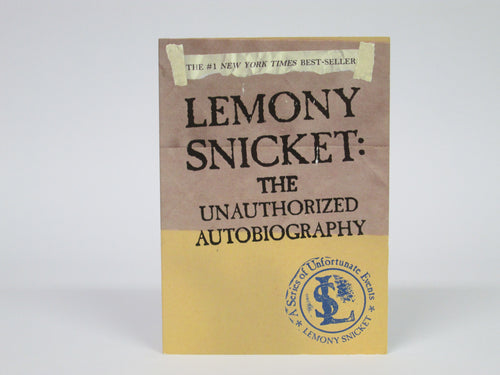 THE #1 NEW YORK TIMES BEST-SELLER
LEMONY
SNICKET:
THE
UNAUTHORIZED
AUTOBIOGRAPHY
A Series of Unfortunate Events
LS
LEMONY SNICKET